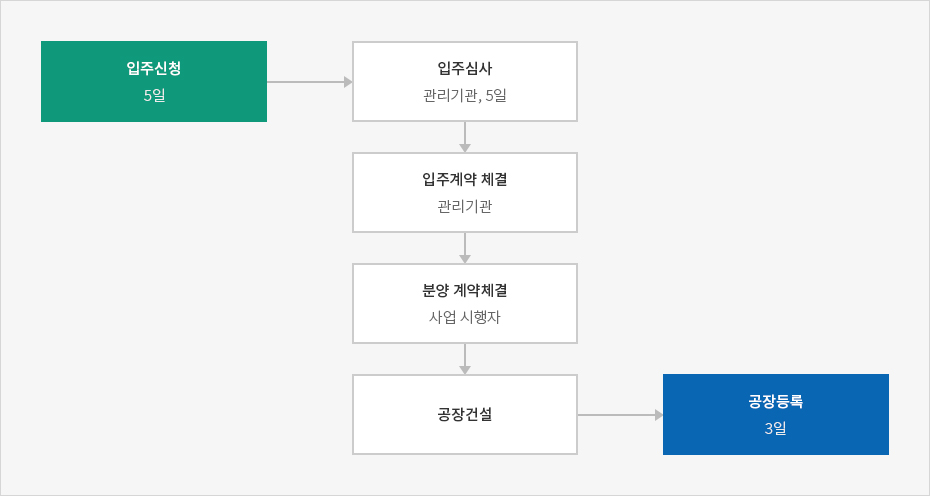 입주신청
5일
입주심사
관리기관, 5일
입주계약 체결
관리기관
분양 계약체결
사업 시행자
공장건설
공장등록
3일